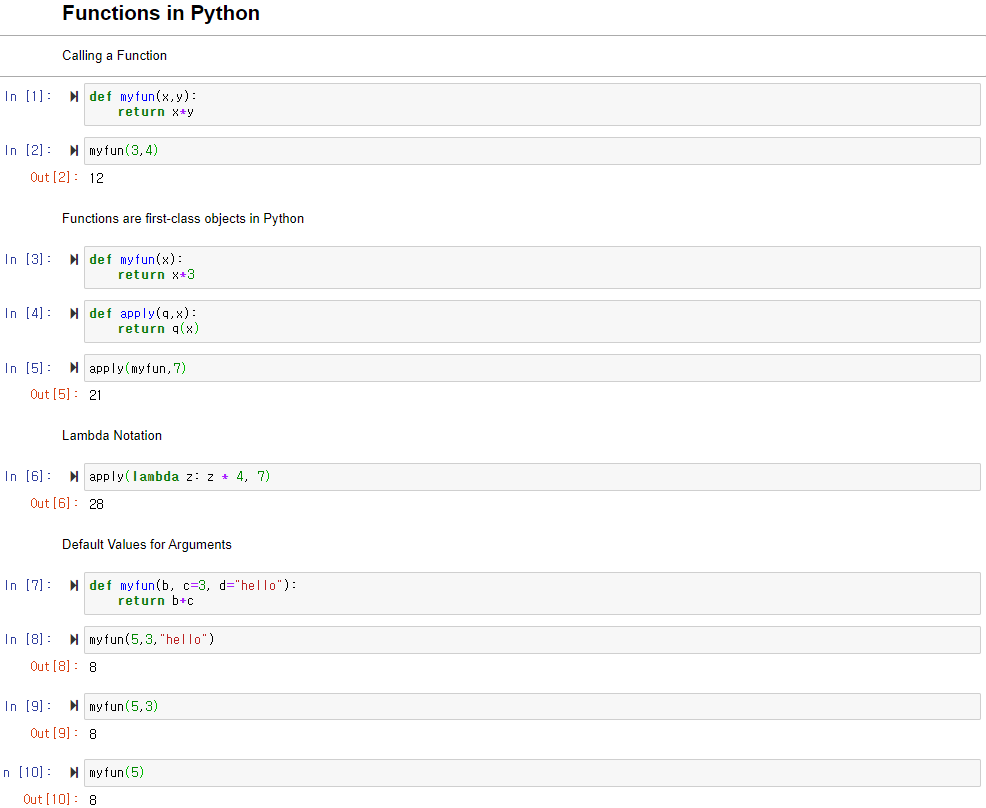 Functions in Python
Calling a Function
In [1]: def myfun(x,y):
return x*y
In [2]: myfun(3,4)
Out[2]: 12
Functions are first-class objects in Python
In [3]: def myfun(x):
return x*3
In [4]: def apply(q,x):
return q(x)
In [5]: apply(myfun,7)
Out[5]: 21
Lambda Notation
In [6]: apply(lambda z: z * 4, 7)
Out[6]: 28
Default Values for Arguments
In [7]: def myfun(b, c=3, d="hello"):
return b+c
In [8]: myfun(5,3,"hello")
Out[8]: 8
In [9]: myfun(5,3)
Out[9]: 8
n [10]: myfun(5)
Out[10]: 8